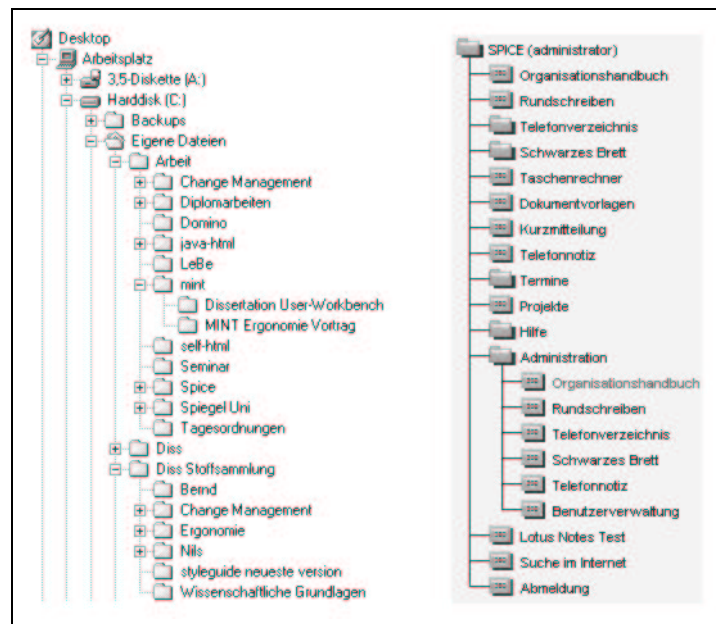 Desktop
Arbeitsplatz
3,5-Diskette (A:)
Harddisk (C:)
Backups
Eigene Dateien
Arbeit
Change Management
Diplomarbeiten
Domino
java-html
LeBe
mint
Dissertation User-Workbench
MINT Ergonomie Vortrag
self-html
Seminar
Spice
Spiegel Uni
Tagesordnungen
Diss
Diss Stoffsammlung
Bernd
Change Management
Ergonomie
Nils
styleguide neueste version
Wissenschaftliche Grundlagen
SPICE (administrator)
Organisationshandbuch
Rundschreiben
Telefonverzeichnis
Schwarzes Brett
Taschenrechner
Dokumentvorlagen
Kurzmitteilung
Telefonnotiz
Termine
Projekte
Hilfe
Administration
Organisationshandbuch
Rundschreiben
Telefonverzeichnis
Schwarzes Brett
Telefonnotiz
Benutzerverwaltung
Lotus Notes Test
Suche im Internet
Abmeldung